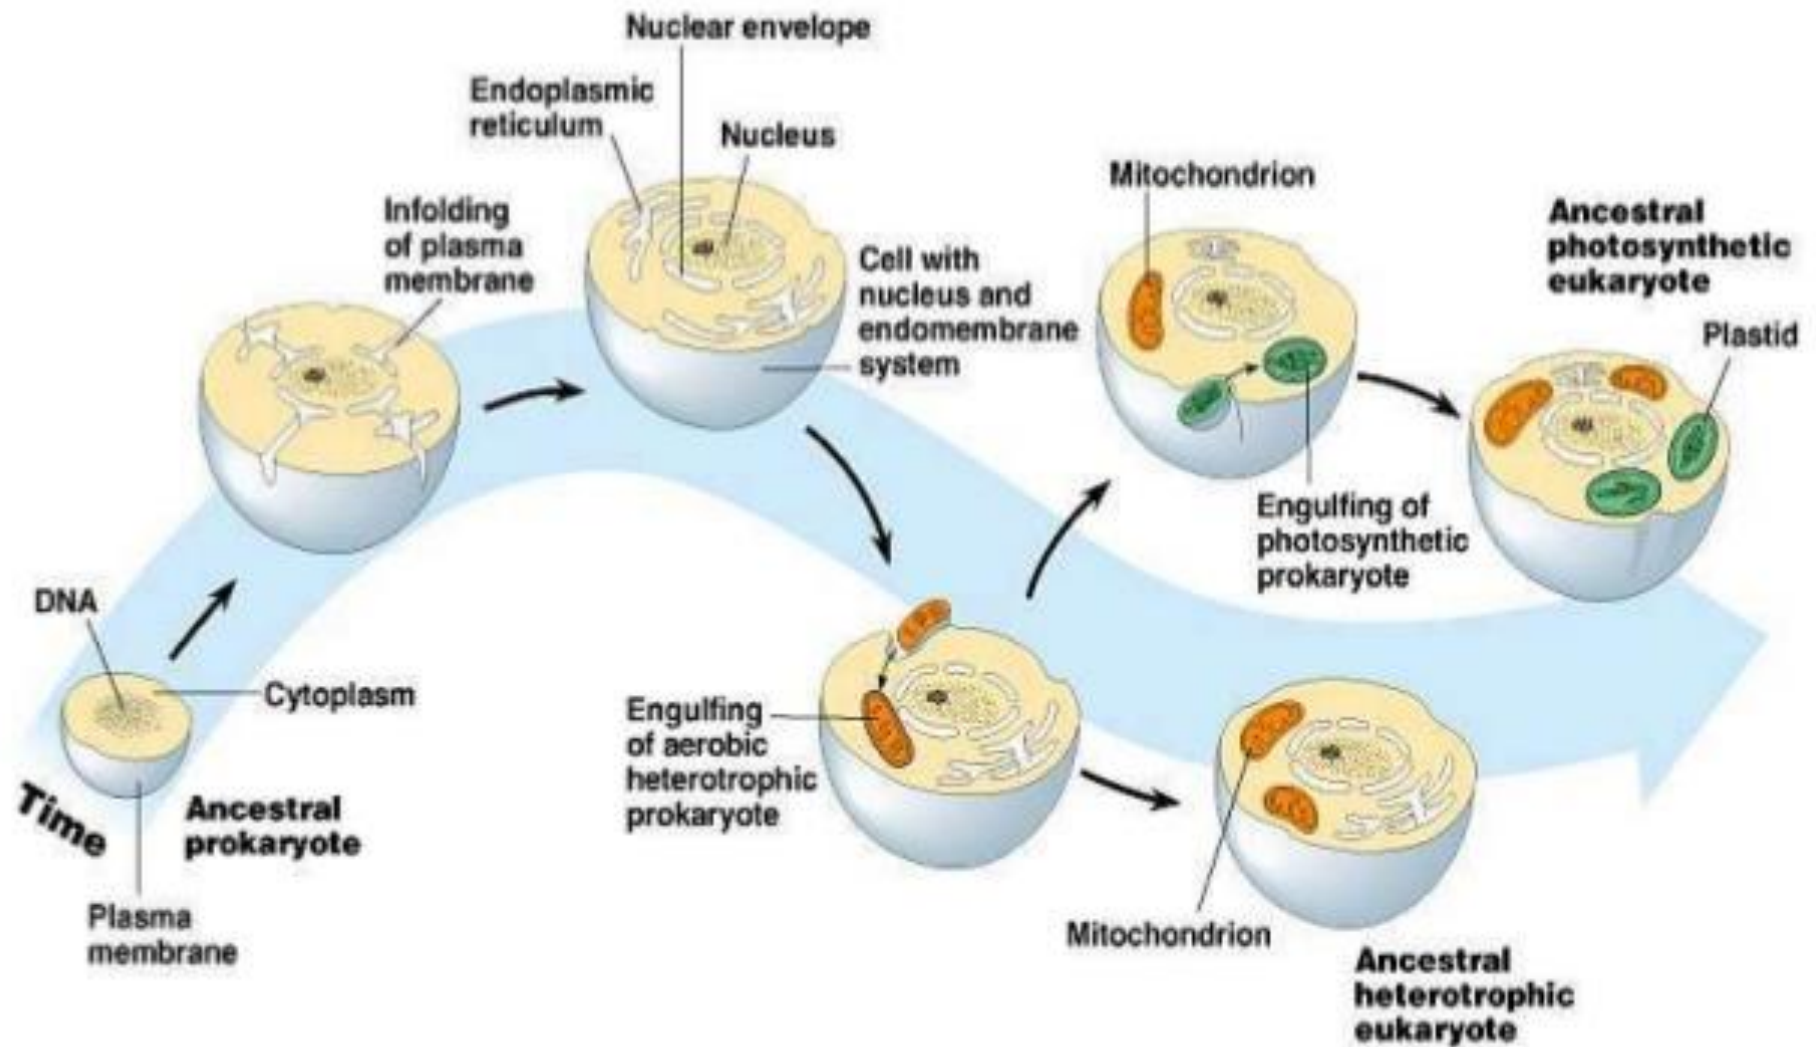 Nuclear envelope
Endoplasmic
reticulum
Nucleus
Infolding
of plasma
membrane
Cell with
nucleus and
endomembrane
system
Mitochondrion
Ancestral
photosynthetic
eukaryote
Plastid
Engulfing of
photosynthetic
prokaryote
DNA
Cytoplasm
Time
Ancestral
prokaryote
Plasma
membrane
Engulfing
of aerobic
heterotrophic
prokaryote
Mitochondrion
Ancestral
heterotrophic
eukaryote